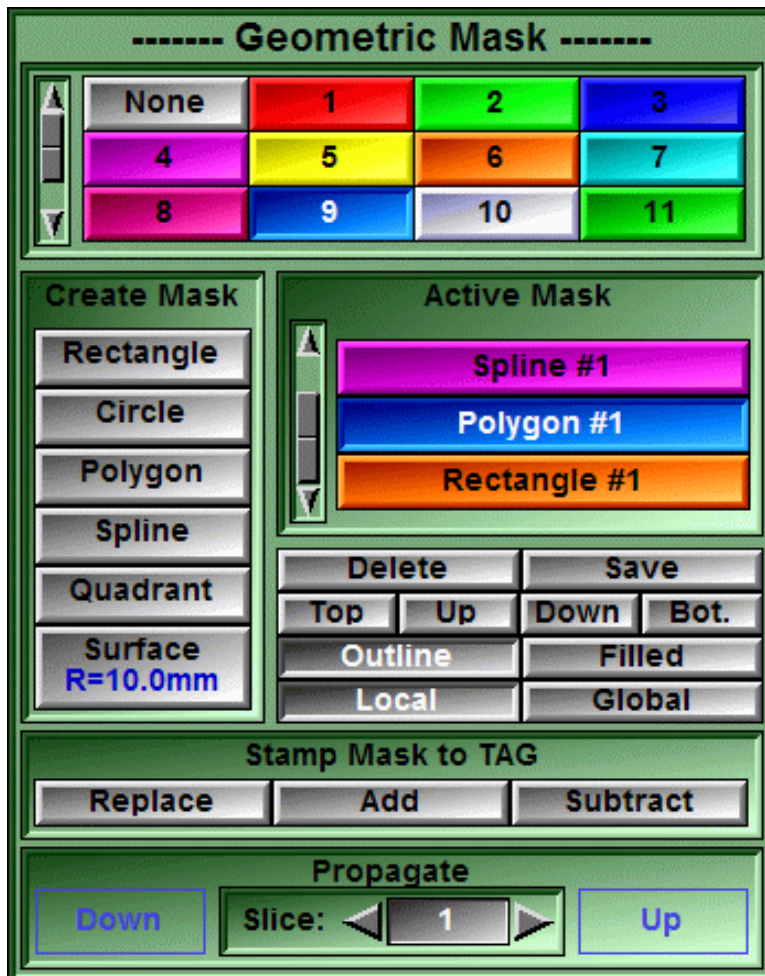 ------- Geometric Mask -------
None 1 2 3
4 5 6 7
8 9 10 11
Create Mask
Rectangle
Circle
Polygon
Spline
Quadrant
Surface
R=10.0mm
Active Mask
Spline #1
Polygon #1
Rectangle #1
Delete Save
Top Up Down Bot.
Outline Filled
Local Global
Stamp Mask to TAG
Replace Add Subtract
Propagate
Down Slice: 1 Up